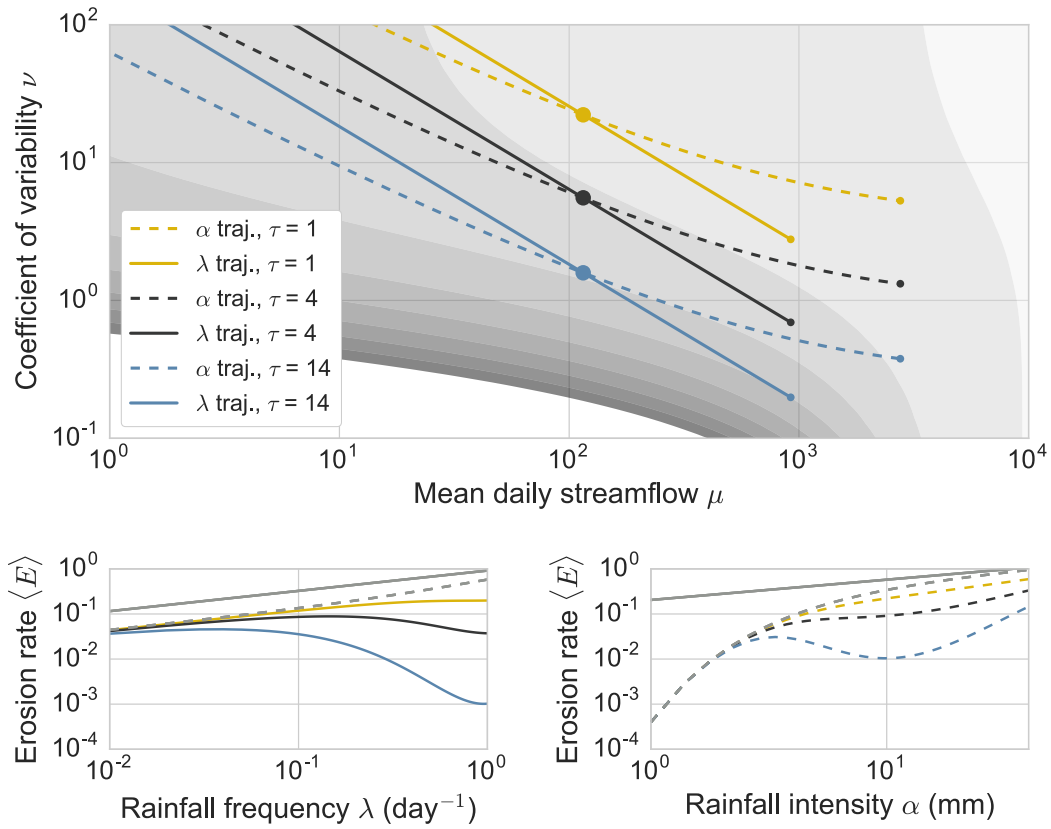 Coefficient of variability ν
10²
10¹
10⁰
10⁻¹
α traj., τ = 1
λ traj., τ = 1
α traj., τ = 4
λ traj., τ = 4
α traj., τ = 14
λ traj., τ = 14
10⁰ 10¹ 10² 10³ 10⁴
Mean daily streamflow μ
Erosion rate ⟨E⟩
10⁰
10⁻¹
10⁻²
10⁻³
10⁻⁴
10⁻² 10⁻¹ 10⁰
Rainfall frequency λ (day⁻¹)
Erosion rate ⟨E⟩
10⁰
10⁻¹
10⁻²
10⁻³
10⁻⁴
10⁰ 10¹
Rainfall intensity α (mm)